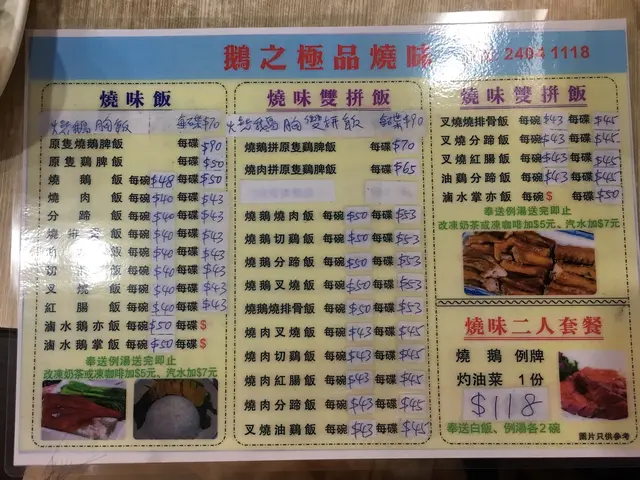 鵝之極品燒味 2404 1118
燒味飯
燒鵝胸飯 每碟$70
原隻燒鵝脾飯 每碟$90
原隻鷄脾飯 每碟$50
燒鵝飯 每碗$48 每碟$50
燒肉飯 每碗$40 每碟$43
分蹄飯 每碗$40 每碟$43
燒排骨飯 每碗$40 每碟$43
飯 每碗$40 每碟$43
切鷄飯 每碗$40 每碟$43
叉燒飯 每碗$40 每碟$43
紅腸飯 每碗$40 每碟$43
滷水鵝亦飯 每碗$50 每碟$
滷水鵝掌飯 每碗$50 每碟$
奉送例湯送完即止
改凍奶茶或凍咖啡加$5元、汽水加$7元
燒味雙拼飯
燒鵝胸雙拼飯 每碟$90
燒鵝拼原隻鷄脾飯 每碟$70
燒肉拼原隻鷄脾飯 每碟$65
燒鵝燒肉飯 每碗$50 每碟$53
燒鵝切鷄飯 每碗$50 每碟$53
燒鵝分蹄飯 每碗$50 每碟$53
燒鵝叉燒飯 每碗$50 每碟$53
燒鵝燒排骨飯 每碗$50 每碟$53
燒肉叉燒飯 每碗$43 每碟$45
燒肉切鷄飯 每碗$43 每碟$45
燒肉紅腸飯 每碗$43 每碟$45
燒肉分蹄飯 每碗$43 每碟$45
叉燒油鷄飯 每碗$43 每碟$45
燒味雙拼飯
叉燒燒排骨飯 每碗$43 每碟$45
叉燒分蹄飯 每碗$43 每碟$45
叉燒紅腸飯 每碗$43 每碟$45
油鷄分蹄飯 每碗$43 每碟$45
滷水掌亦飯 每碗$ 每碟$50
奉送例湯送完即止
改凍奶茶或凍咖啡加$5元、汽水加$7元
燒味二人套餐
燒鵝例牌
灼油菜1份
$118
奉送白飯、例湯各2碗
圖片只供參考